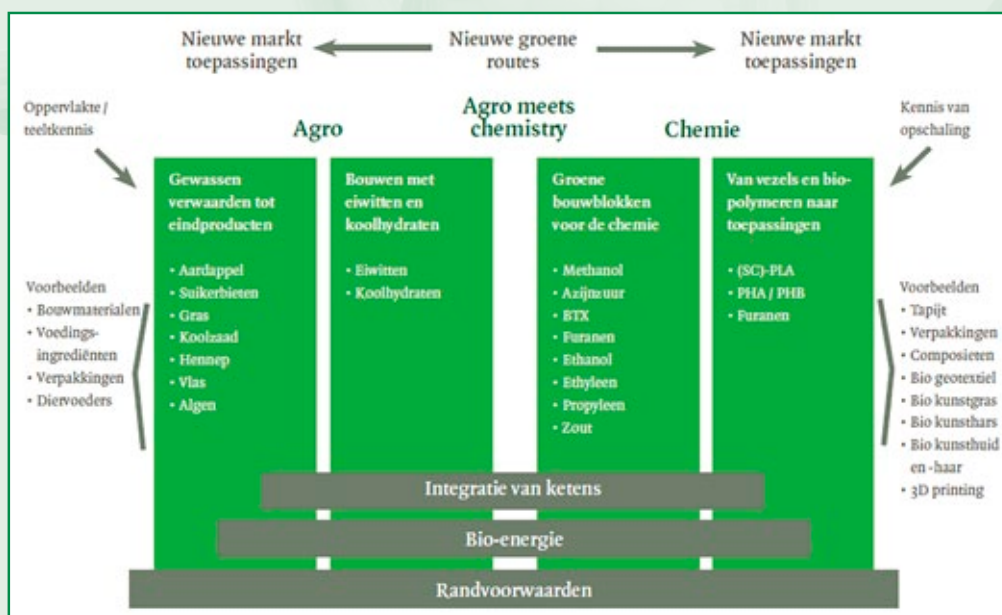 Nieuwe markt
toepassingen
Nieuwe groene
routes
Nieuwe markt
toepassingen
Oppervlakte /
teeltkennis
Agro
Agro meets
chemistry
Chemie
Kennis van
opschaling
Gewassen
verwaarden tot
eindproducten
• Aardappel
• Suikerbieten
• Gras
• Koolzaad
• Hennep
• Vlas
• Algen
Bouwen met
eiwitten en
koolhydraten
• Eiwitten
• Koolhydraten
Groene
bouwblokken
voor de chemie
• Methanol
• Azijnzuur
• BTX
• Furanen
• Ethanol
• Ethyleen
• Propyleen
• Zout
Van vezels en bio-
polymeren naar
toepassingen
• (SC)-PLA
• PHA / PHB
• Furanen
Voorbeelden
• Bouwmaterialen
• Voedings-
ingrediënten
• Verpakkingen
• Diervoeders
Voorbeelden
• Tapijt
• Verpakkingen
• Composieten
• Bio geotextiel
• Bio kunstgras
• Bio kunsthars
• Bio kunsthuid
en -haar
• 3D printing
Integratie van ketens
Bio-energie
Randvoorwaarden